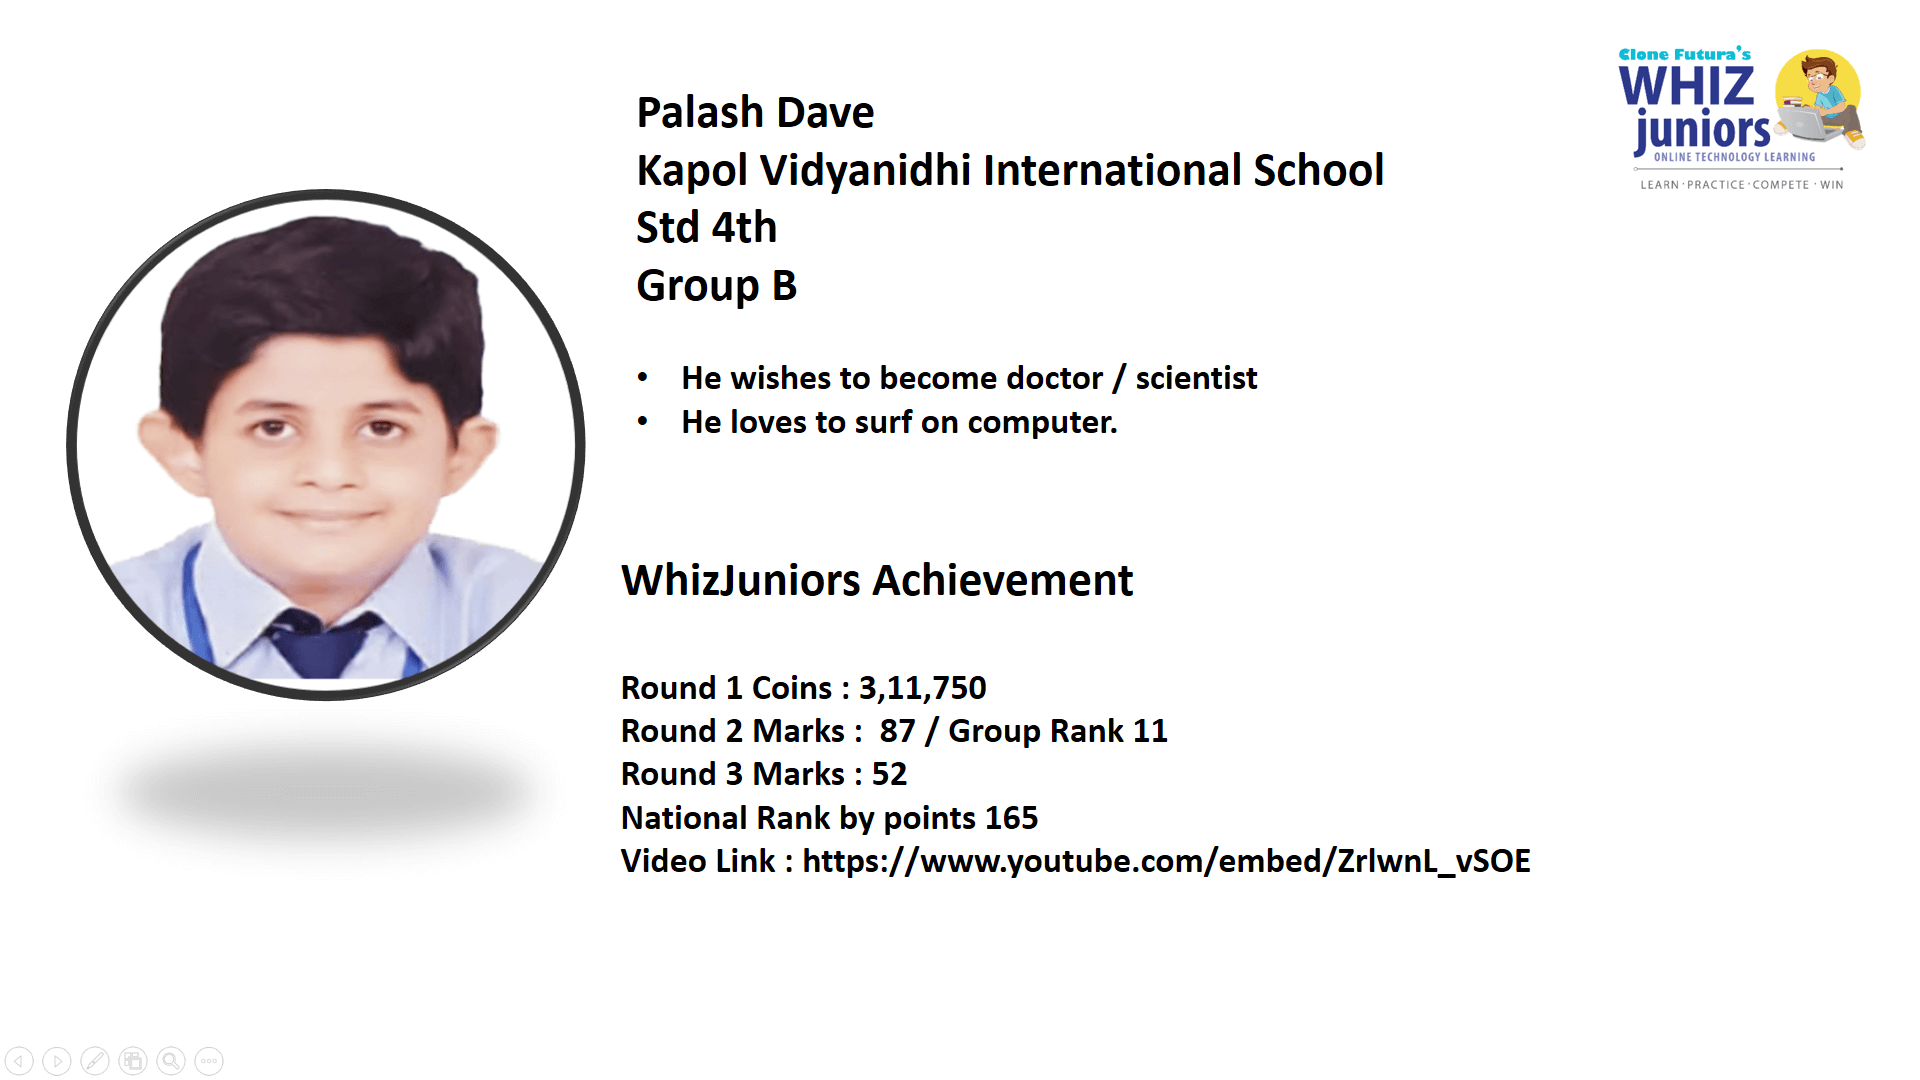 Clone Futura's
WHIZ
juniors
ONLINE TECHNOLOGY LEARNING
LEARN · PRACTICE · COMPETE · WIN
Palash Dave
Kapol Vidyanidhi International School
Std 4th
Group B
• He wishes to become doctor / scientist
• He loves to surf on computer.
WhizJuniors Achievement
Round 1 Coins : 3,11,750
Round 2 Marks :  87 / Group Rank 11
Round 3 Marks : 52
National Rank by points 165
Video Link : https://www.youtube.com/embed/ZrlwnL_vSOE